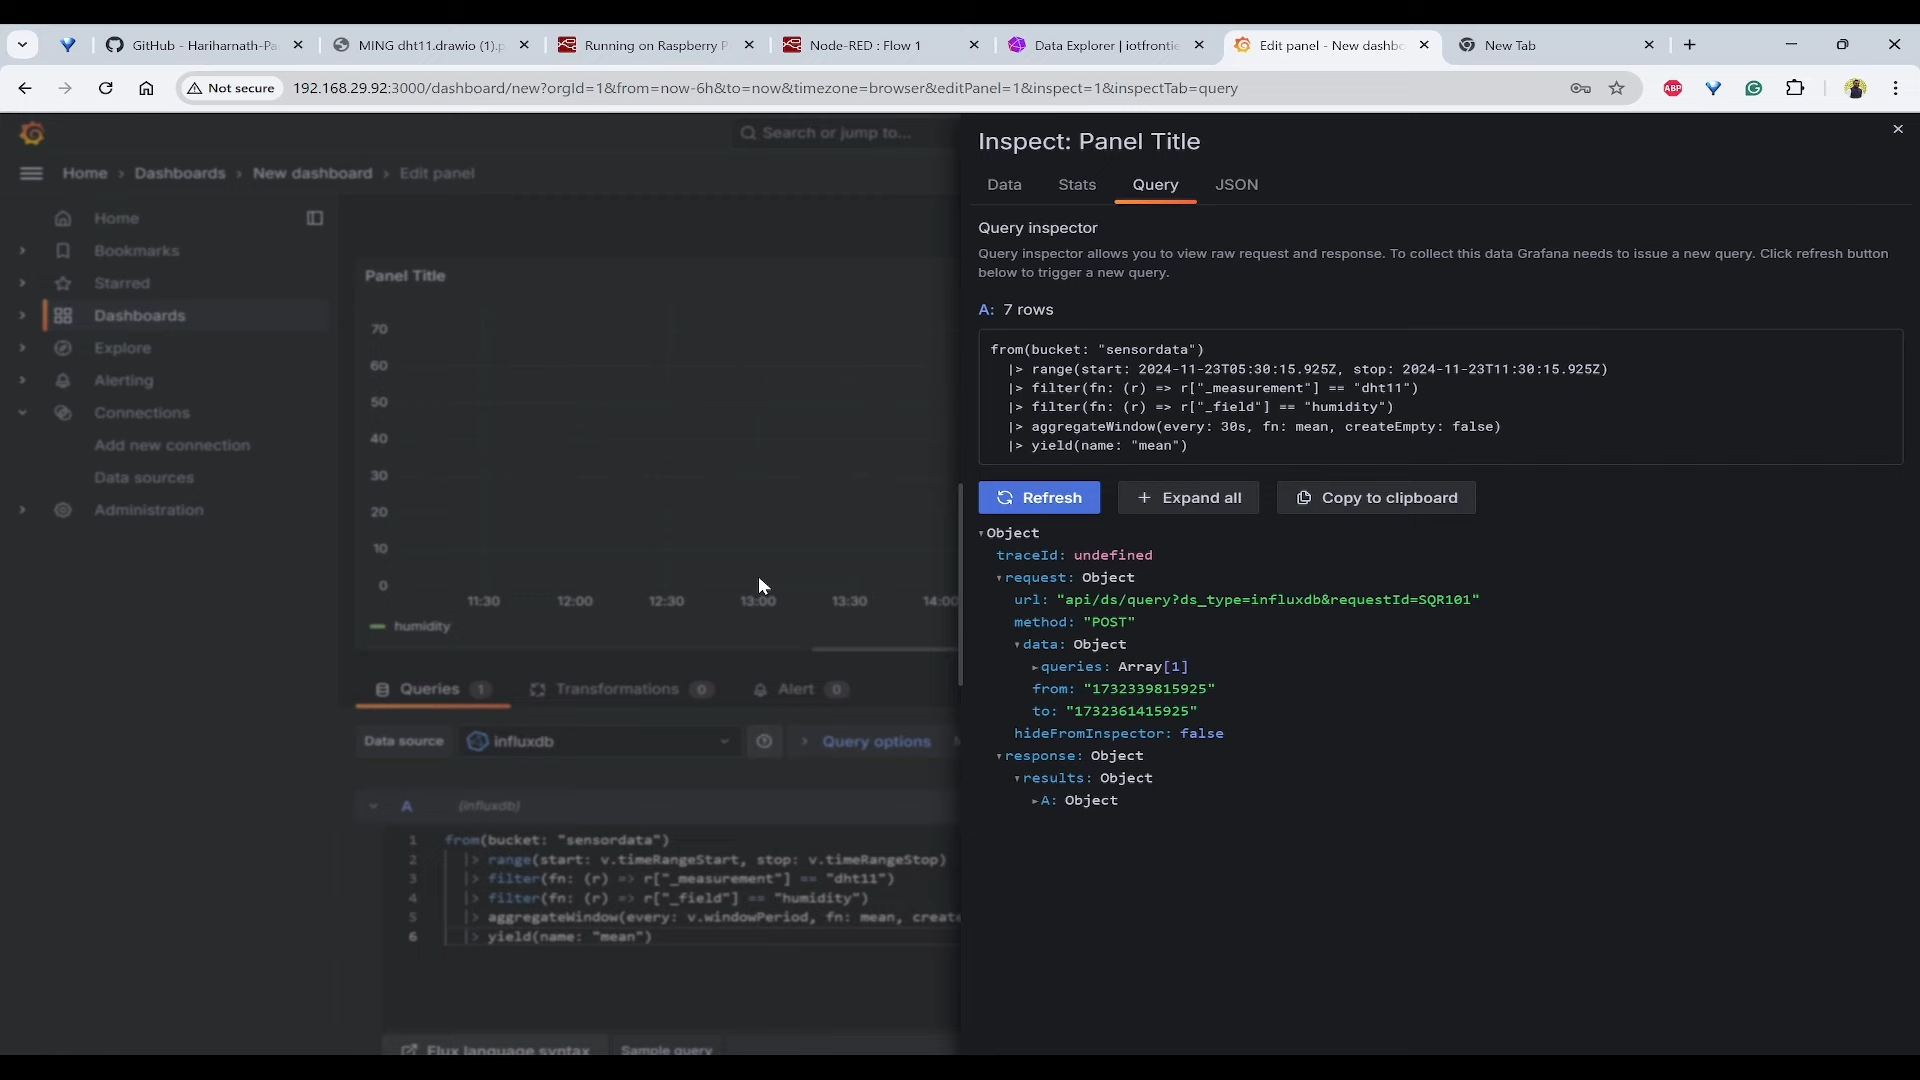 GitHub - Hariharnath-Pa
MING dht11.drawio (1).p
Running on Raspberry P
Node-RED : Flow 1
Data Explorer | iotfrontie
Edit panel - New dashbo
New Tab
Not secure
192.168.29.92:3000/dashboard/new?orgId=1&from=now-6h&to=now&timezone=browser&editPanel=1&inspect=1&inspectTab=query
ABP
Search or jump to...
Home › Dashboards › New dashboard › Edit panel
Home
Bookmarks
Starred
Dashboards
Explore
Alerting
Connections
Add new connection
Data sources
Administration
Panel Title
70
60
50
40
30
20
10
0
11:30 12:00 12:30 13:00 13:30 14:00
humidity
Queries 1 Transformations 0 Alert 0
Data source influxdb Query options
A (influxdb)
1 from(bucket: "sensordata")
2 |> range(start: v.timeRangeStart, stop: v.timeRangeStop)
3 |> filter(fn: (r) => r["_measurement"] == "dht11")
4 |> filter(fn: (r) => r["_field"] == "humidity")
5 |> aggregateWindow(every: v.windowPeriod, fn: mean, create
6 |> yield(name: "mean")
Flux language syntax Sample query
Inspect: Panel Title
Data Stats Query JSON
Query inspector
Query inspector allows you to view raw request and response. To collect this data Grafana needs to issue a new query. Click refresh button
below to trigger a new query.
A: 7 rows
from(bucket: "sensordata")
|> range(start: 2024-11-23T05:30:15.925Z, stop: 2024-11-23T11:30:15.925Z)
|> filter(fn: (r) => r["_measurement"] == "dht11")
|> filter(fn: (r) => r["_field"] == "humidity")
|> aggregateWindow(every: 30s, fn: mean, createEmpty: false)
|> yield(name: "mean")
Refresh Expand all Copy to clipboard
Object
traceId: undefined
request: Object
url: "api/ds/query?ds_type=influxdb&requestId=SQR101"
method: "POST"
data: Object
queries: Array[1]
from: "1732339815925"
to: "1732361415925"
hideFromInspector: false
response: Object
results: Object
A: Object